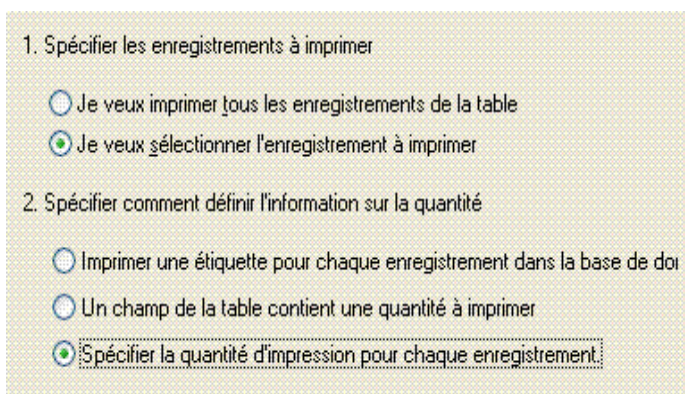 1. Spécifier les enregistrements à imprimer
Je veux imprimer tous les enregistrements de la table
Je veux sélectionner l'enregistrement à imprimer
2. Spécifier comment définir l'information sur la quantité
Imprimer une étiquette pour chaque enregistrement dans la base de doi
Un champ de la table contient une quantité à imprimer
Spécifier la quantité d'impression pour chaque enregistrement.